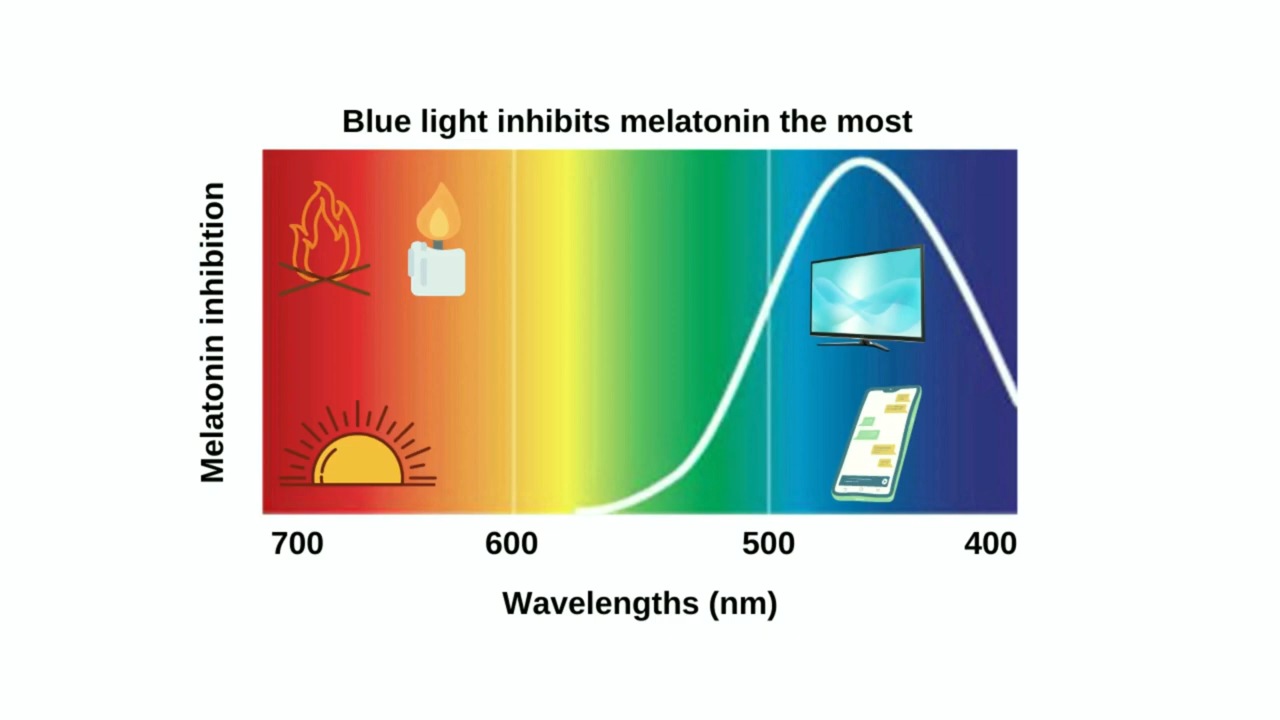 Blue light inhibits melatonin the most
Melatonin inhibition
700 600 500 400
Wavelengths (nm)